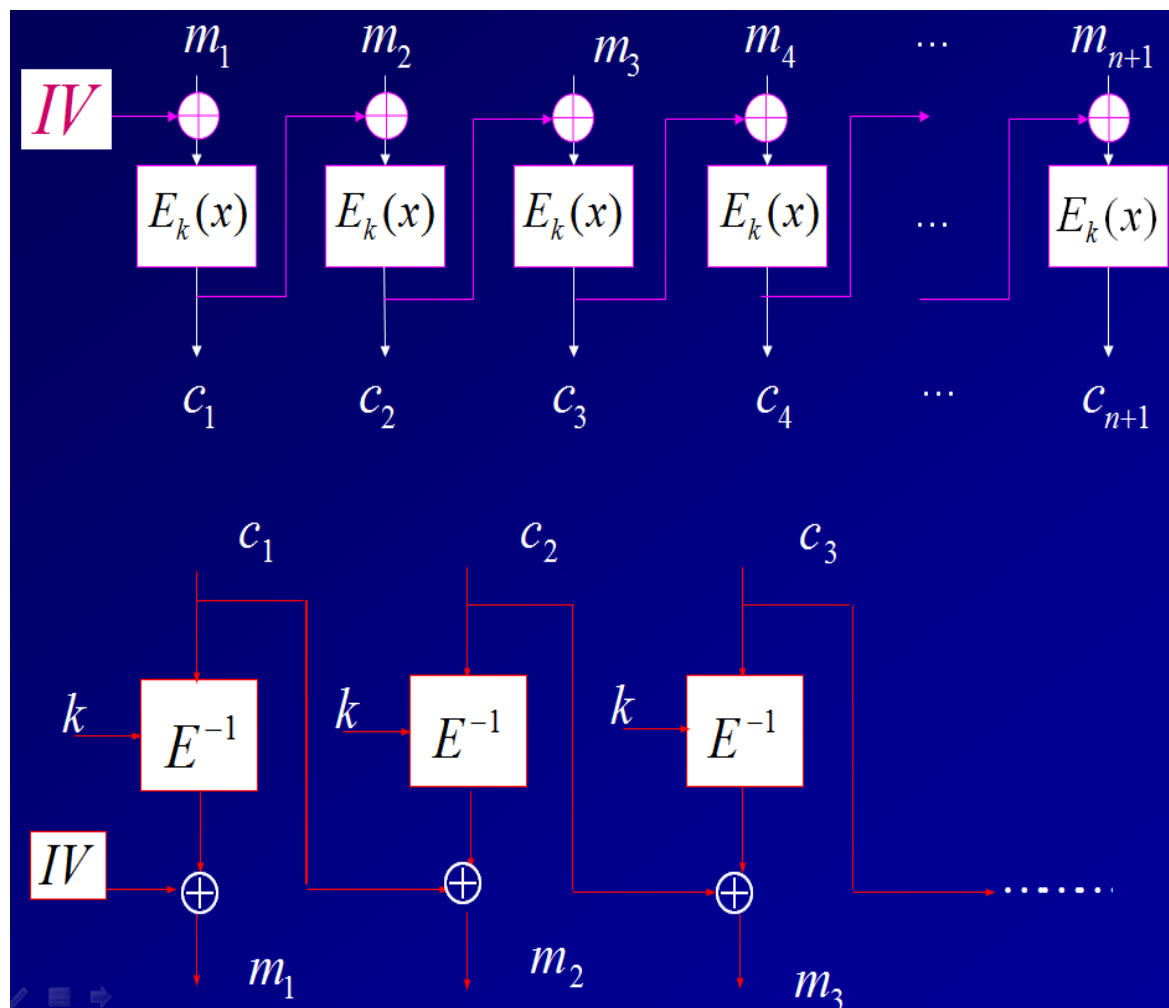 m₁ m₂ m₃ m₄ ... mₙ₊₁
IV
Eₖ(x) Eₖ(x) Eₖ(x) Eₖ(x) ... Eₖ(x)
c₁ c₂ c₃ c₄ ... cₙ₊₁
c₁ c₂ c₃
k E⁻¹ k E⁻¹ k E⁻¹
IV ......
m₁ m₂ m₃